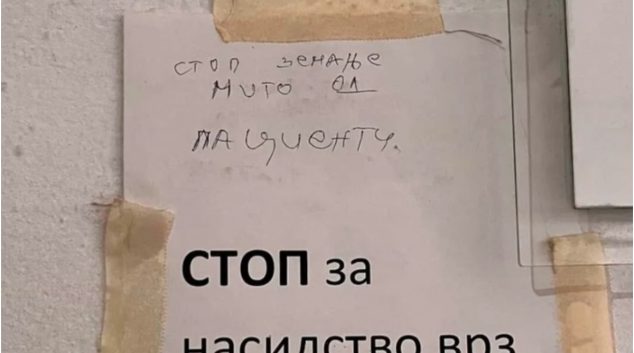 стоп земање
мито од
пациенти.
СТОП за
насилство врз